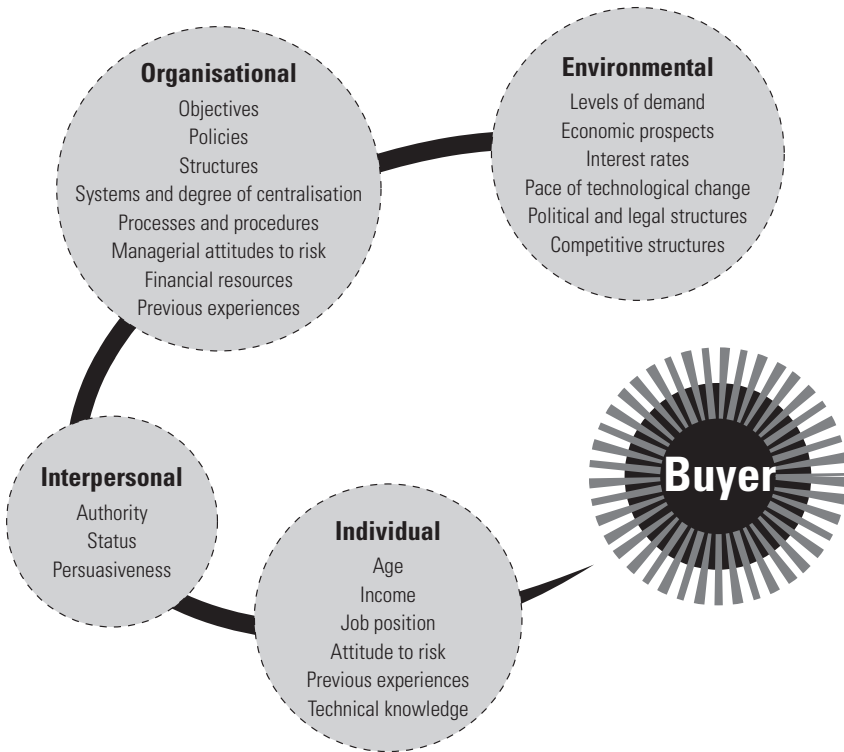 Organisational
Objectives
Policies
Structures
Systems and degree of centralisation
Processes and procedures
Managerial attitudes to risk
Financial resources
Previous experiences
Environmental
Levels of demand
Economic prospects
Interest rates
Pace of technological change
Political and legal structures
Competitive structures
Interpersonal
Authority
Status
Persuasiveness
Individual
Age
Income
Job position
Attitude to risk
Previous experiences
Technical knowledge
Buyer